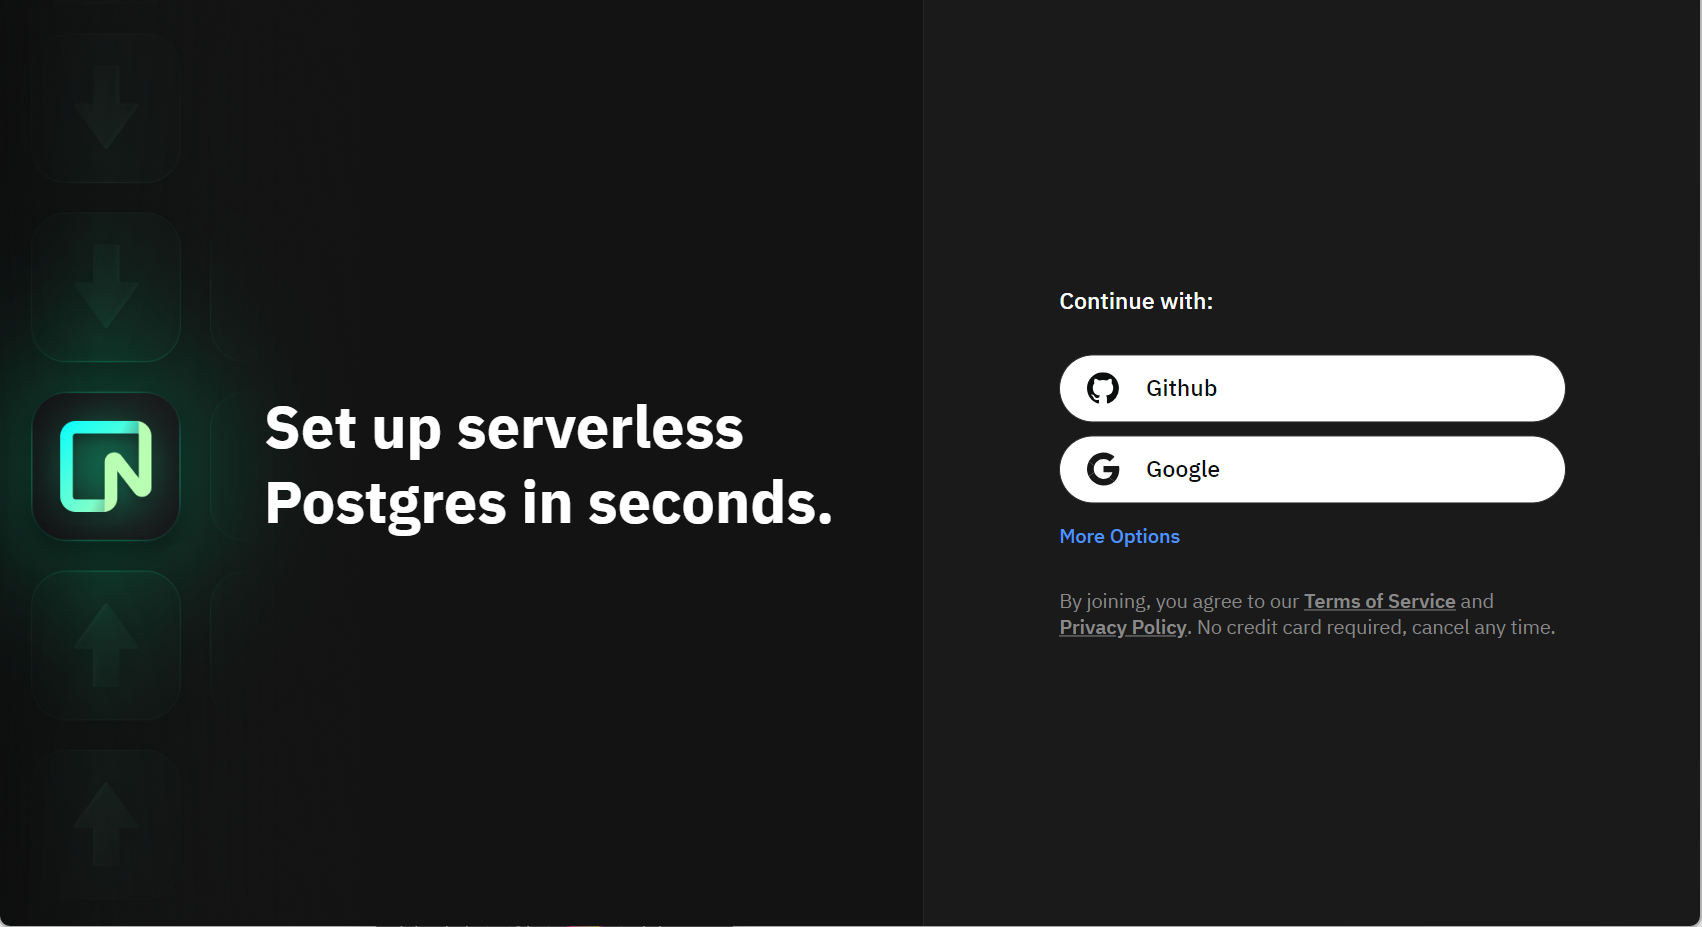 Set up serverless
Postgres in seconds.
Continue with:
Github
Google
More Options
By joining, you agree to our Terms of Service and
Privacy Policy. No credit card required, cancel any time.